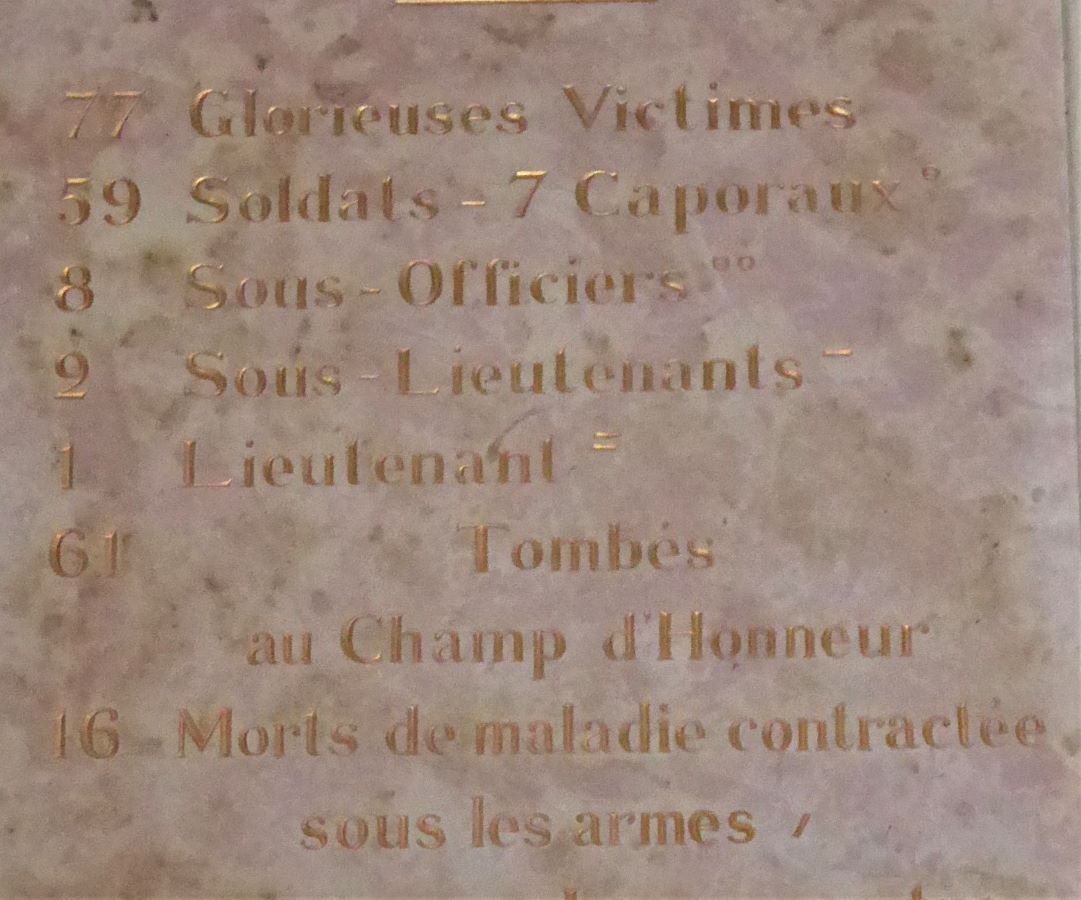 77 Glorieuses Victimes
59 Soldats - 7 Caporaux °
8 Sous-Officiers °°
2 Sous-Lieutenants –
1 Lieutenant =
61 Tombés
au Champ d'Honneur
16 Morts de maladie contractée
sous les armes ′